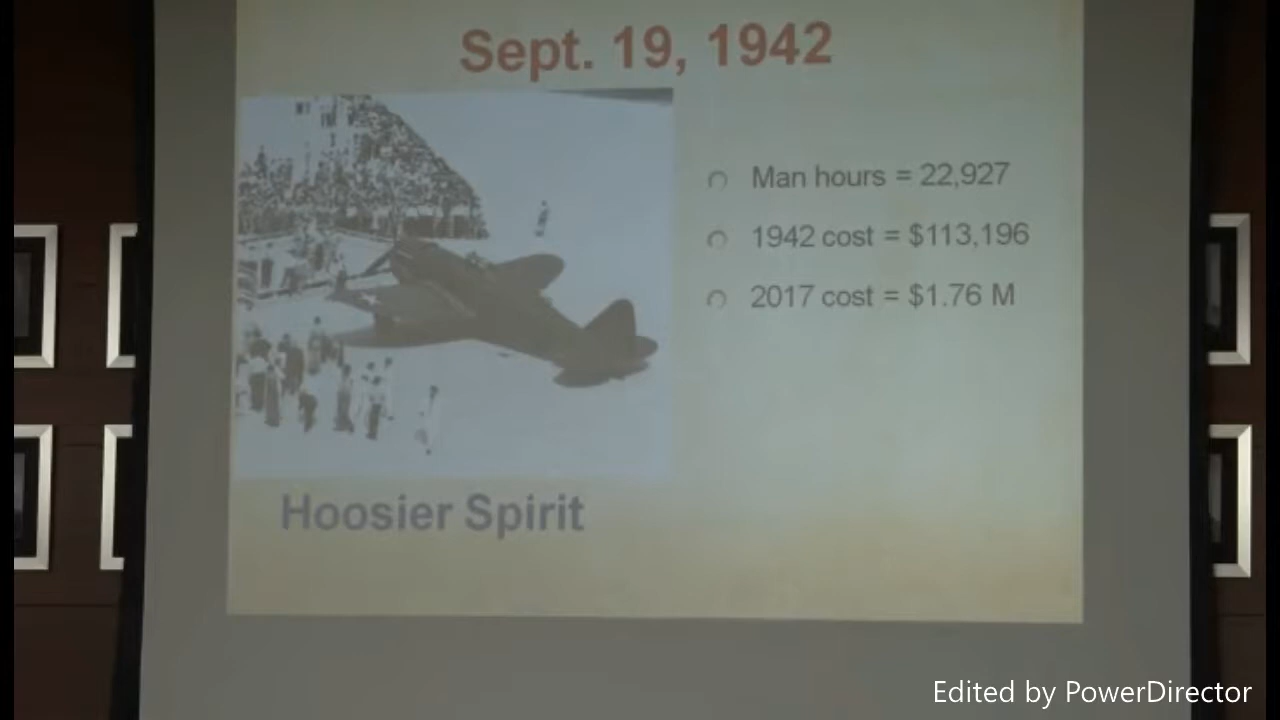 Sept. 19, 1942
Man hours = 22,927
1942 cost = $113,196
2017 cost = $1.76 M
Hoosier Spirit
Edited by PowerDirector